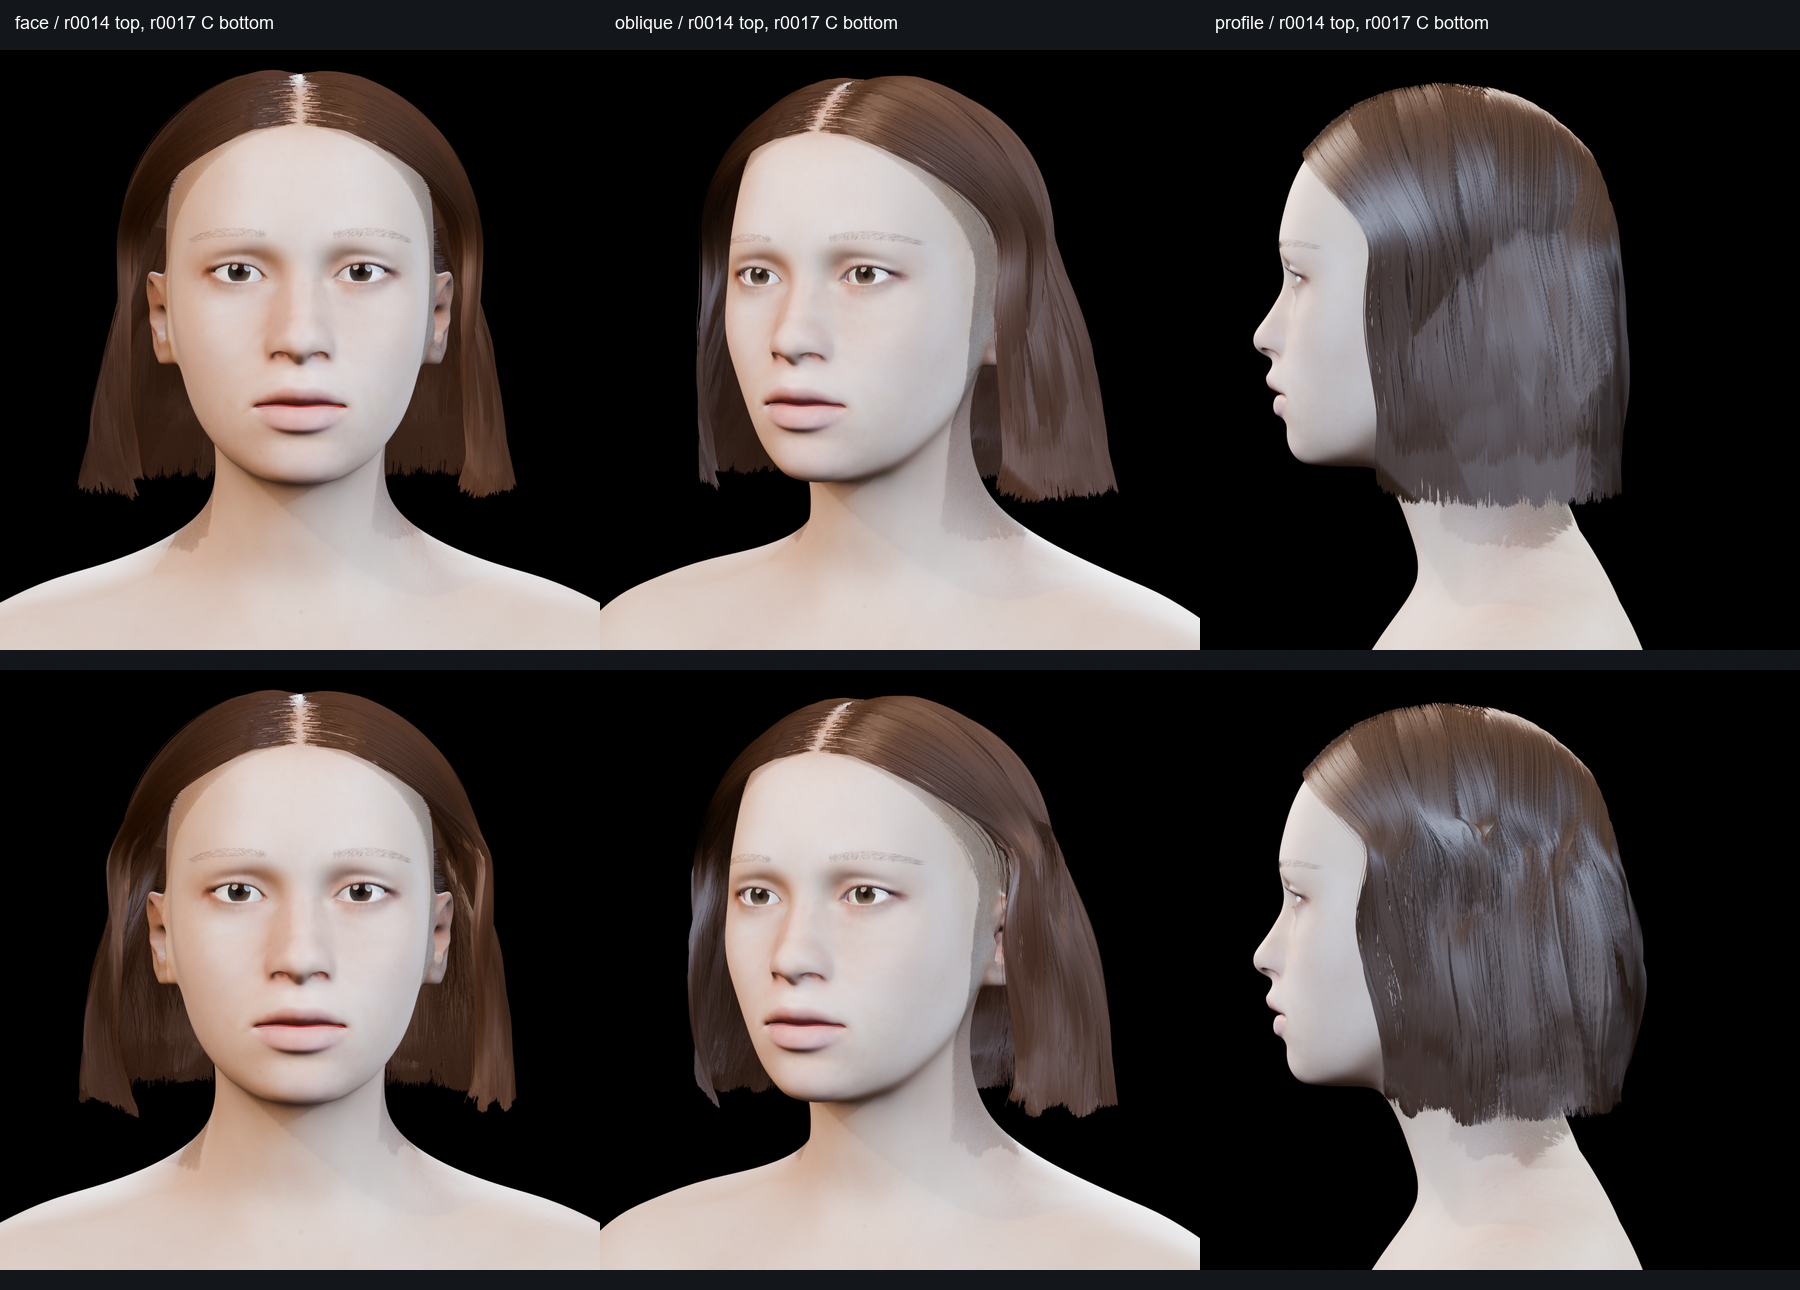 face / r0014 top, r0017 C bottom
oblique / r0014 top, r0017 C bottom
profile / r0014 top, r0017 C bottom